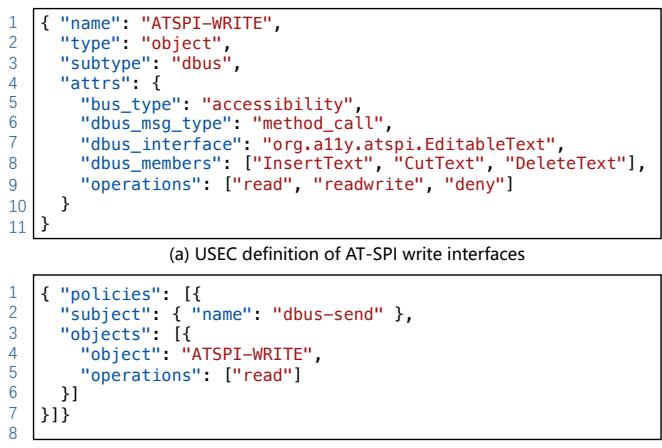 1 { "name": "ATSPI-WRITE",
2 "type": "object",
3 "subtype": "dbus",
4 "attrs": {
5 "bus_type": "accessibility",
6 "dbus_msg_type": "method_call",
7 "dbus_interface": "org.a11y.atspi.EditableText",
8 "dbus_members": ["InsertText", "CutText", "DeleteText"],
9 "operations": ["read", "readwrite", "deny"]
10 }
11 }
(a) USEC definition of AT-SPI write interfaces
1 { "policies": [{
2 "subject": { "name": "dbus-send" },
3 "objects": [{
4 "object": "ATSPI-WRITE",
5 "operations": ["read"]
6 }]
7 }]}
8